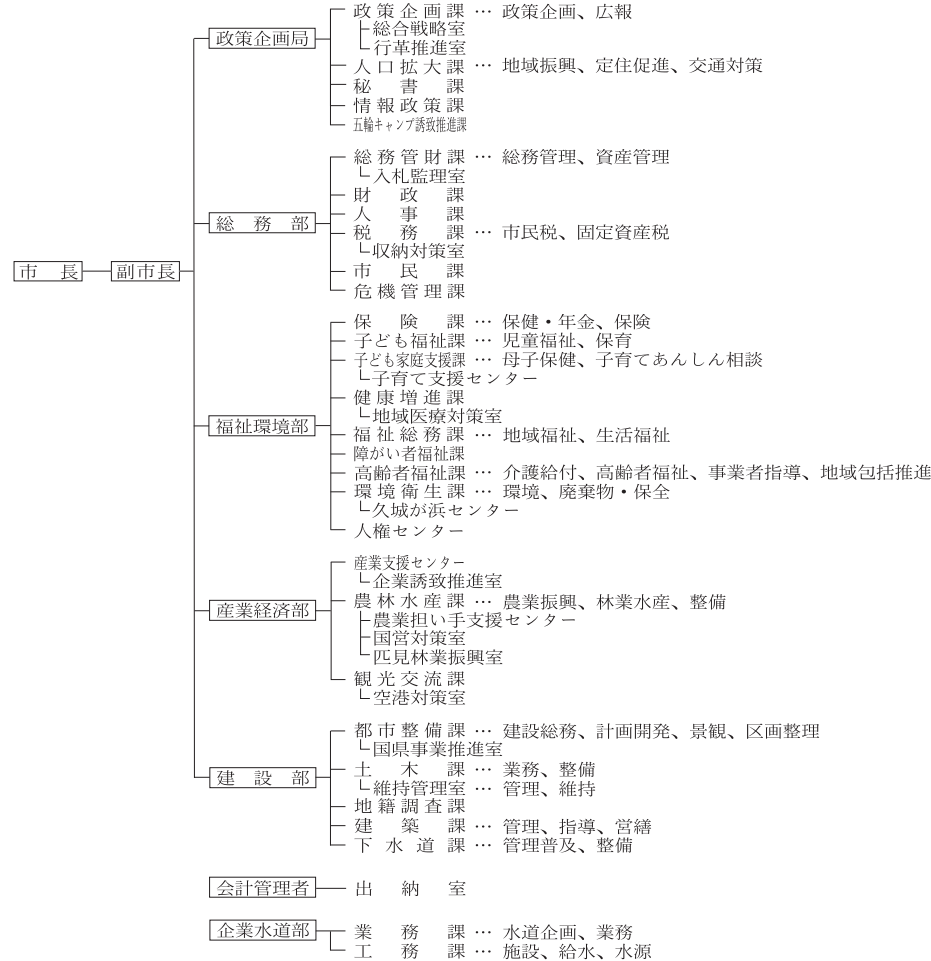 市長
副市長
政策企画局
政策企画課 … 政策企画、広報
総合戦略室
行革推進室
人口拡大課 … 地域振興、定住促進、交通対策
秘書課
情報政策課
五輪キャンプ誘致推進課
総務部
総務管財課 … 総務管理、資産管理
入札監理室
財政課
人事課
税務課 … 市民税、固定資産税
収納対策室
市民課
危機管理課
福祉環境部
保険課 … 保健・年金、保険
子ども福祉課 … 児童福祉、保育
子ども家庭支援課 … 母子保健、子育てあんしん相談
子育て支援センター
健康増進課
地域医療対策室
福祉総務課 … 地域福祉、生活福祉
障がい者福祉課
高齢者福祉課 … 介護給付、高齢者福祉、事業者指導、地域包括推進
環境衛生課 … 環境、廃棄物・保全
久城が浜センター
人権センター
産業経済部
産業支援センター
企業誘致推進室
農林水産課 … 農業振興、林業水産、整備
農業担い手支援センター
国営対策室
匹見林業振興室
観光交流課
空港対策室
建設部
都市整備課 … 建設総務、計画開発、景観、区画整理
国県事業推進室
土木課 … 業務、整備
維持管理室 … 管理、維持
地籍調査課
建築課 … 管理、指導、営繕
下水道課 … 管理普及、整備
会計管理者
出納室
企業水道部
業務課 … 水道企画、業務
工務課 … 施設、給水、水源